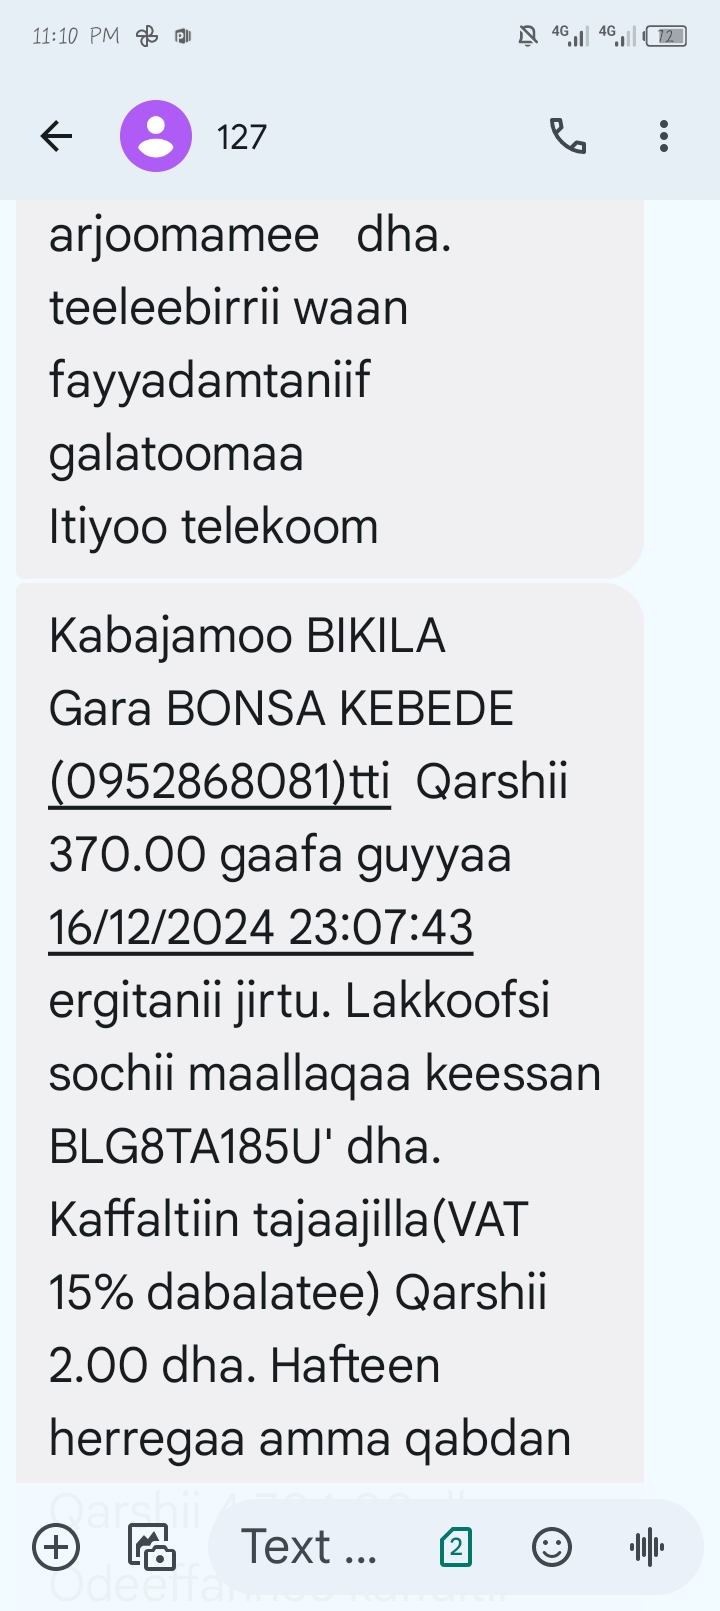 11:10 PM
4G 4G 72
127
arjoomamee dha.
teeleebirrii waan
fayyadamtaniif
galatoomaa
Itiyoo telekoom
Kabajamoo BIKILA
Gara BONSA KEBEDE
(0952868081)tti Qarshii
370.00 gaafa guyyaa
16/12/2024 23:07:43
ergitanii jirtu. Lakkoofsi
sochii maallaqaa keessan
BLG8TA185U' dha.
Kaffaltiin tajaajilla(VAT
15% dabalatee) Qarshii
2.00 dha. Hafteen
herregaa amma qabdan
Qarshii
Text ...
2